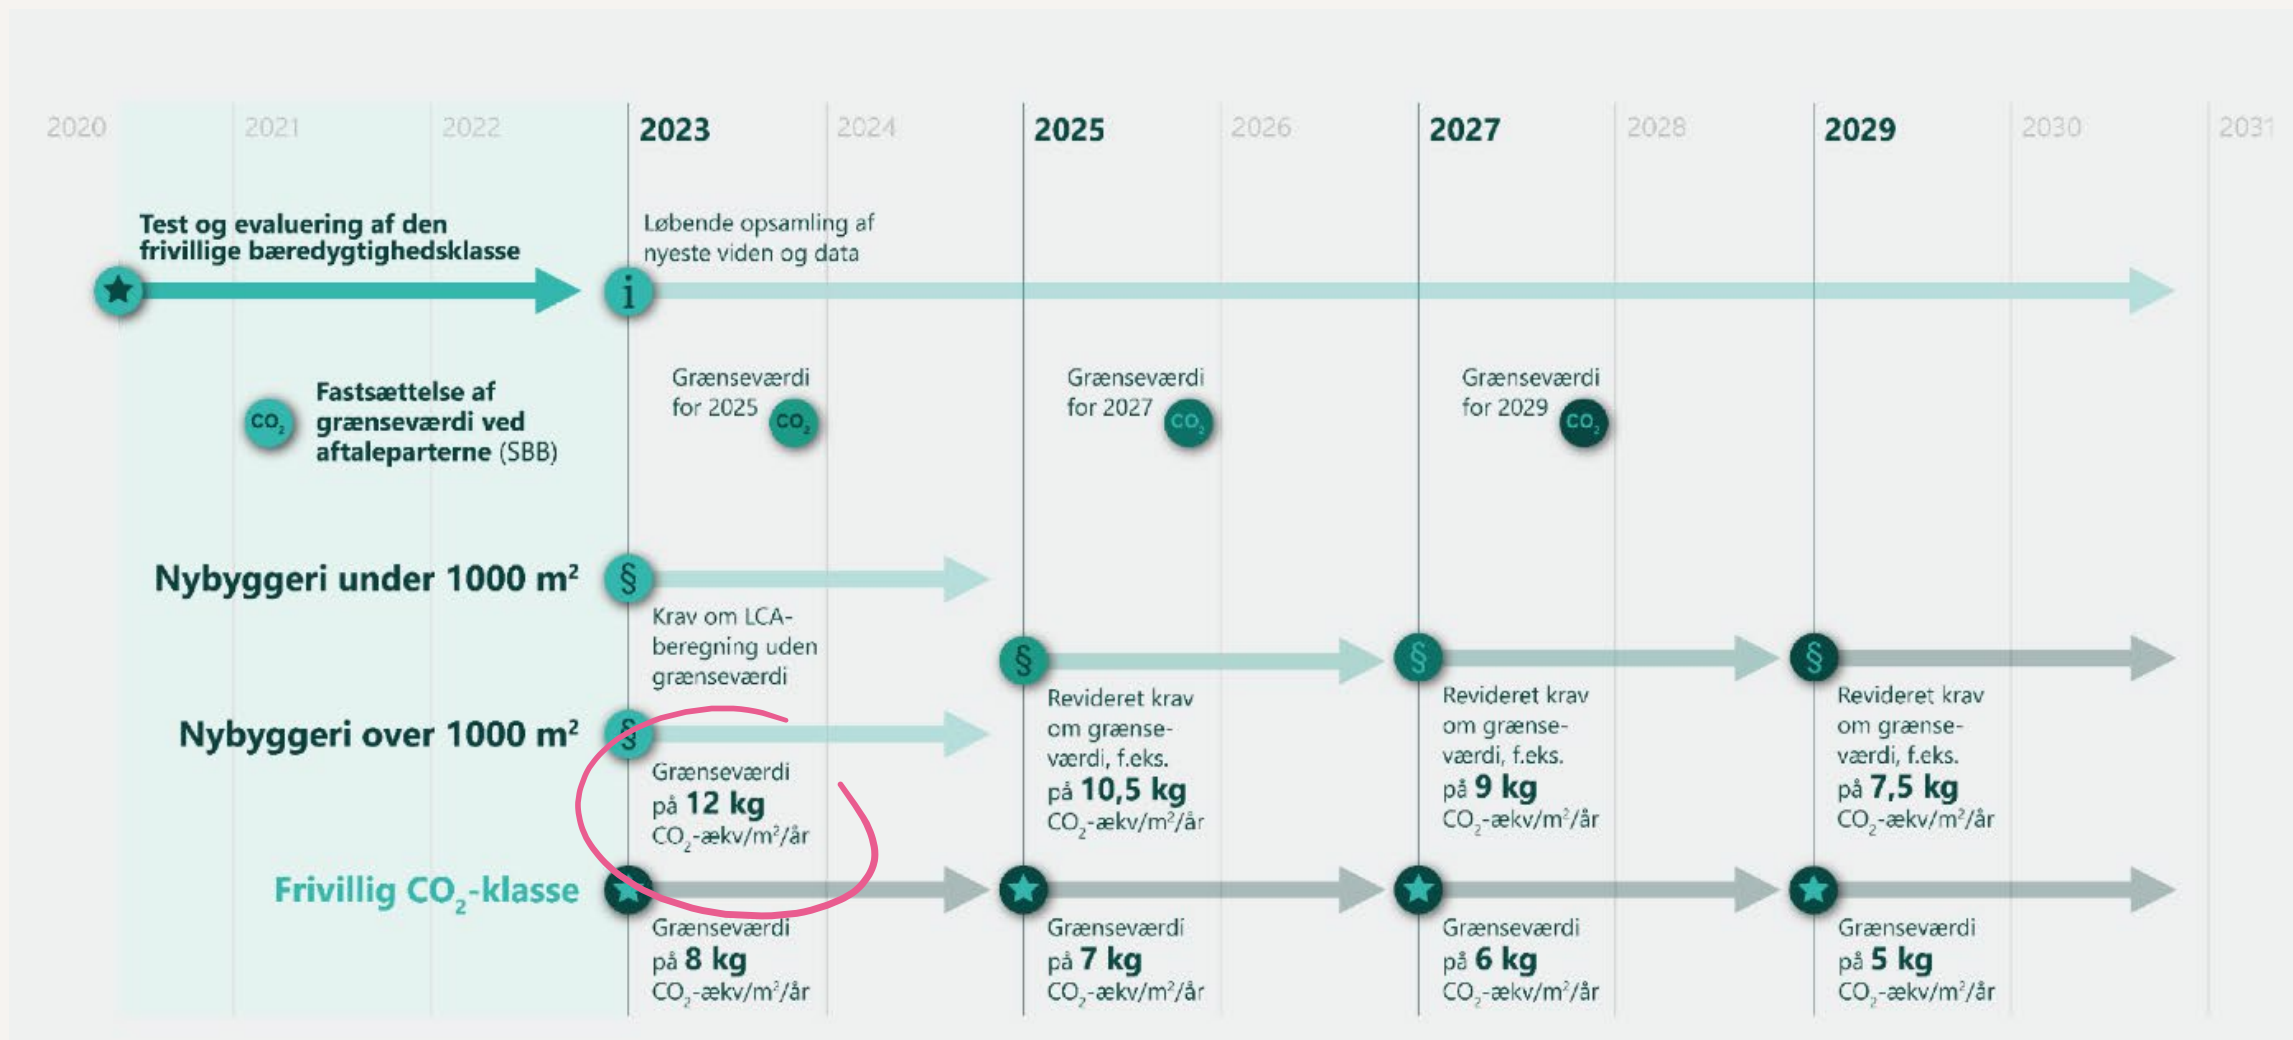 2020
2021
2022
2023
2024
2025
2026
2027
2028
2029
2030
2031
Test og evaluering af den
frivillige bæredygtighedsklasse
Løbende opsamling af
nyeste viden og data
i
CO₂
Fastsættelse af
grænseværdi ved
aftaleparterne (SBB)
Grænseværdi
for 2025
CO₂
Grænseværdi
for 2027
CO₂
Grænseværdi
for 2029
CO₂
Nybyggeri under 1000 m²
§
Krav om LCA-
beregning uden
grænseværdi
Nybyggeri over 1000 m²
§
Grænseværdi
på 12 kg
CO₂-ækv/m²/år
§
Revideret krav
om grænse-
værdi, f.eks.
på 10,5 kg
CO₂-ækv/m²/år
§
Revideret krav
om grænse-
værdi, f.eks.
på 9 kg
CO₂-ækv/m²/år
§
Revideret krav
om grænse-
værdi, f.eks.
på 7,5 kg
CO₂-ækv/m²/år
Frivillig CO₂-klasse
Grænseværdi
på 8 kg
CO₂-ækv/m²/år
Grænseværdi
på 7 kg
CO₂-ækv/m²/år
Grænseværdi
på 6 kg
CO₂-ækv/m²/år
Grænseværdi
på 5 kg
CO₂-ækv/m²/år